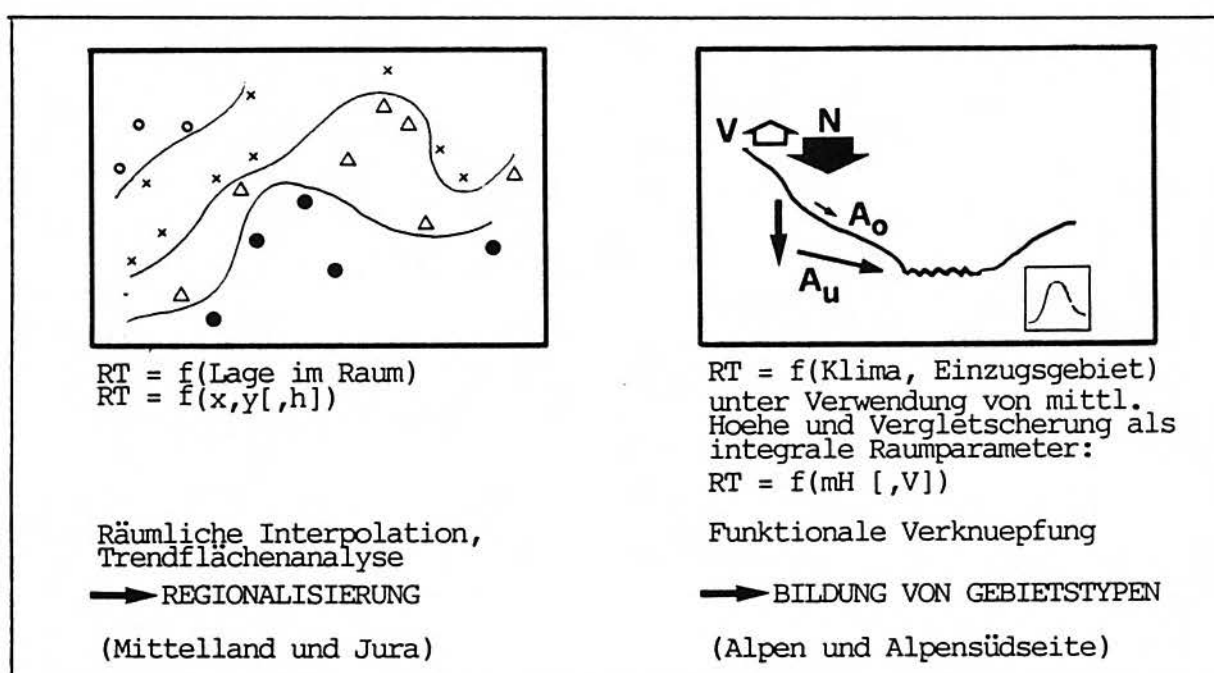 V N
A₀
Aᵤ
RT = f(Lage im Raum)
RT = f(x,y[,h])
Räumliche Interpolation,
Trendflächenanalyse
REGIONALISIERUNG
(Mittelland und Jura)
RT = f(Klima, Einzugsgebiet)
unter Verwendung von mittl.
Hoehe und Vergletscherung als
integrale Raumparameter:
RT = f(mH [,V])
Funktionale Verknuepfung
BILDUNG VON GEBIETSTYPEN
(Alpen und Alpensüdseite)